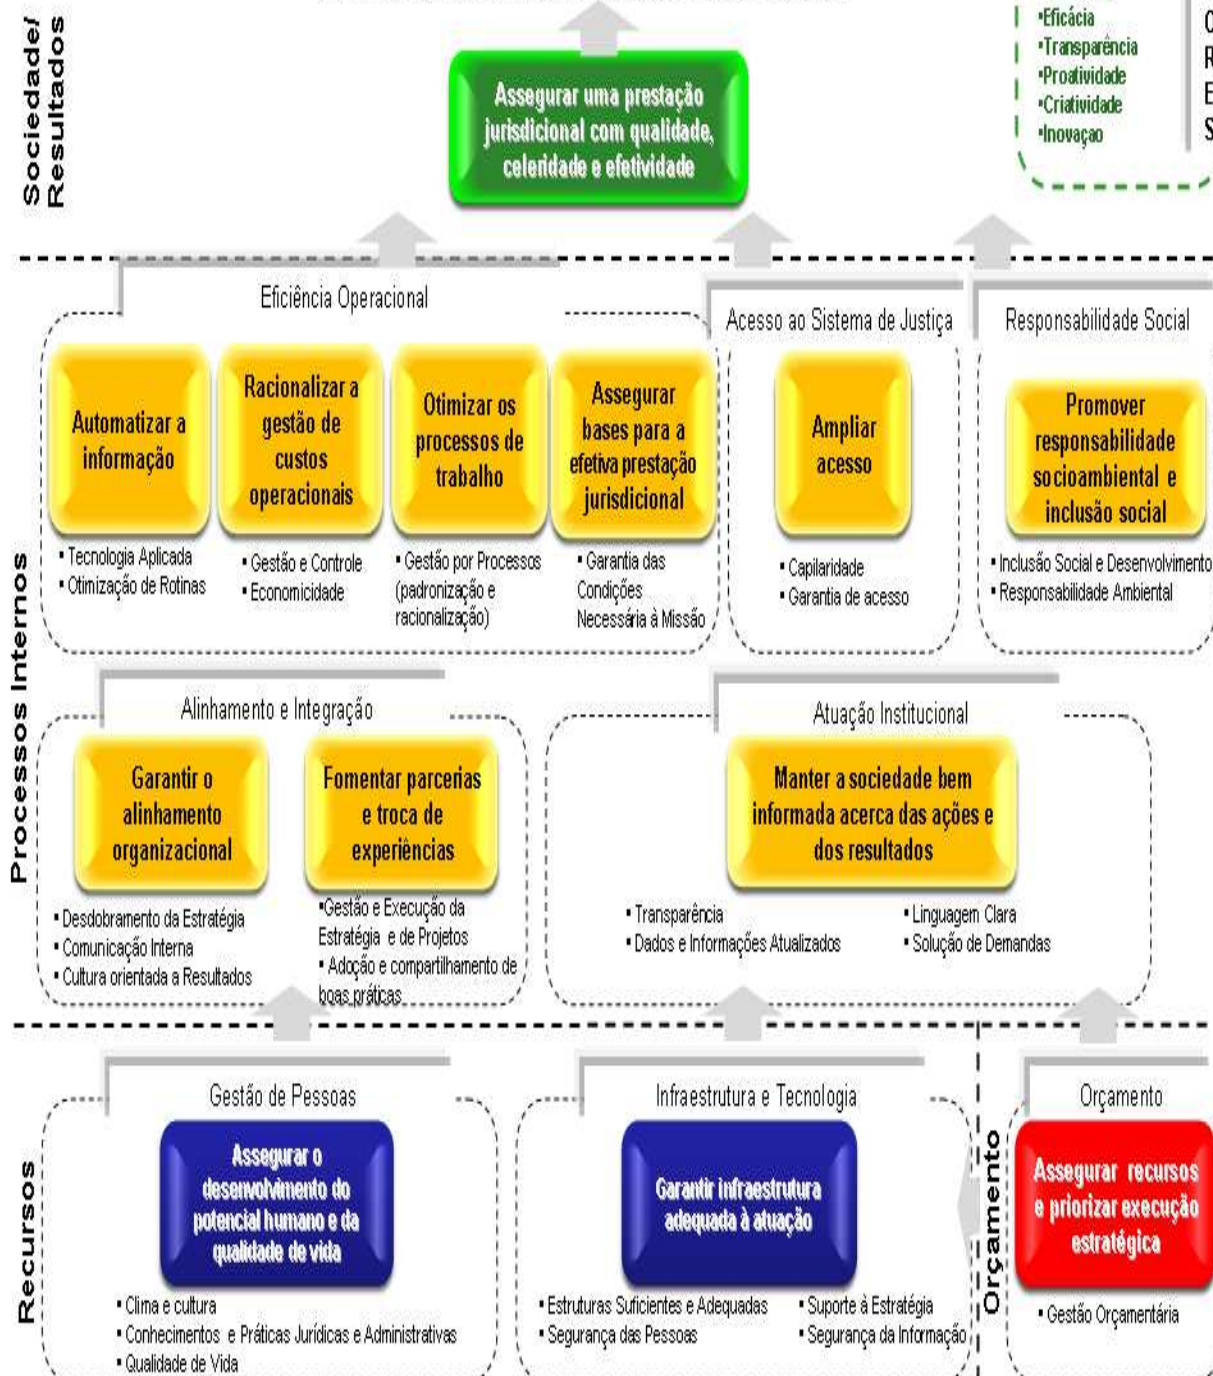 Sociedade/
Resultados
▪Eficácia
▪Transparência
▪Proatividade
▪Criatividade
▪Inovaçao
Assegurar uma prestação
jurisdicional com qualidade,
celeridade e efetividade
Processos Internos
Eficiência Operacional
Automatizar a
informação
▪ Tecnologia Aplicada
▪ Otimização de Rotinas
Racionalizar a
gestão de
custos
operacionais
▪ Gestão e Controle
▪ Economicidade
Otimizar os
processos de
trabalho
▪ Gestão por Processos
(padronização e
racionalização)
Assegurar
bases para a
efetiva prestação
jurisdicional
▪ Garantia das
Condições
Necessária à Missão
Acesso ao Sistema de Justiça
Ampliar
acesso
▪ Capilaridade
▪ Garantia de acesso
Responsabilidade Social
Promover
responsabilidade
socioambiental e
inclusão social
▪ Inclusão Social e Desenvolvimento
▪ Responsabilidade Ambiental
Alinhamento e Integração
Garantir o
alinhamento
organizacional
▪ Desdobramento da Estratégia
▪ Comunicação Interna
▪ Cultura orientada a Resultados
Fomentar parcerias
e troca de
experiências
▪Gestão e Execução da
Estratégia e de Projetos
▪ Adoção e compartilhamento de
boas práticas
Atuação Institucional
Manter a sociedade bem
informada acerca das ações e
dos resultados
▪ Transparência
▪ Dados e Informações Atualizados
▪ Linguagem Clara
▪ Solução de Demandas
Recursos
Gestão de Pessoas
Assegurar o
desenvolvimento do
potencial humano e da
qualidade de vida
▪ Clima e cultura
▪ Conhecimentos e Práticas Jurídicas e Administrativas
▪ Qualidade de Vida
Infraestrutura e Tecnologia
Garantir infraestrutura
adequada à atuação
▪ Estruturas Suficientes e Adequadas
▪ Segurança das Pessoas
▪ Suporte à Estratégia
▪ Segurança da Informação
Orçamento
Orçamento
Assegurar recursos
e priorizar execução
estratégica
▪ Gestão Orçamentária